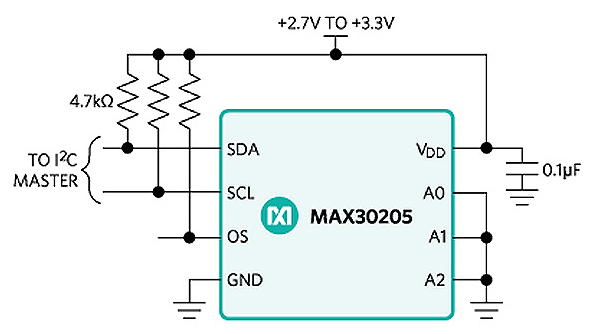 +2.7V TO +3.3V
4.7kΩ
TO I²C
MASTER
SDA
SCL
OS
GND
MAX30205
VDD
A0
A1
A2
0.1µF